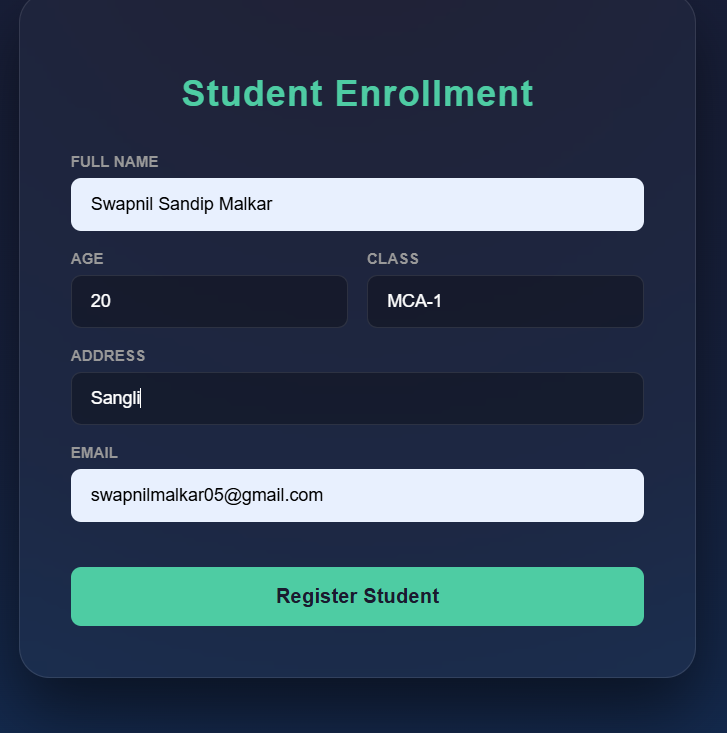 Student Enrollment
FULL NAME
Swapnil Sandip Malkar
AGE CLASS
20 MCA-1
ADDRESS
Sangli
EMAIL
swapnilmalkar05@gmail.com
Register Student